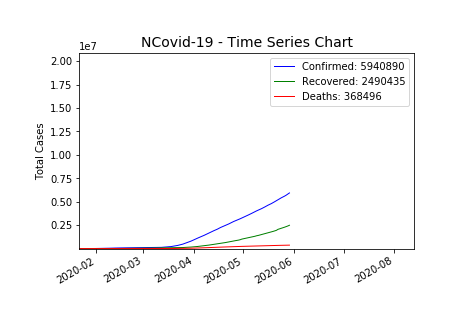 NCovid-19 - Time Series Chart
1e7
2.00
1.75
1.50
1.25
1.00
0.75
0.50
0.25
Total Cases
Confirmed: 5940890
Recovered: 2490435
Deaths: 368496
2020-02
2020-03
2020-04
2020-05
2020-06
2020-07
2020-08